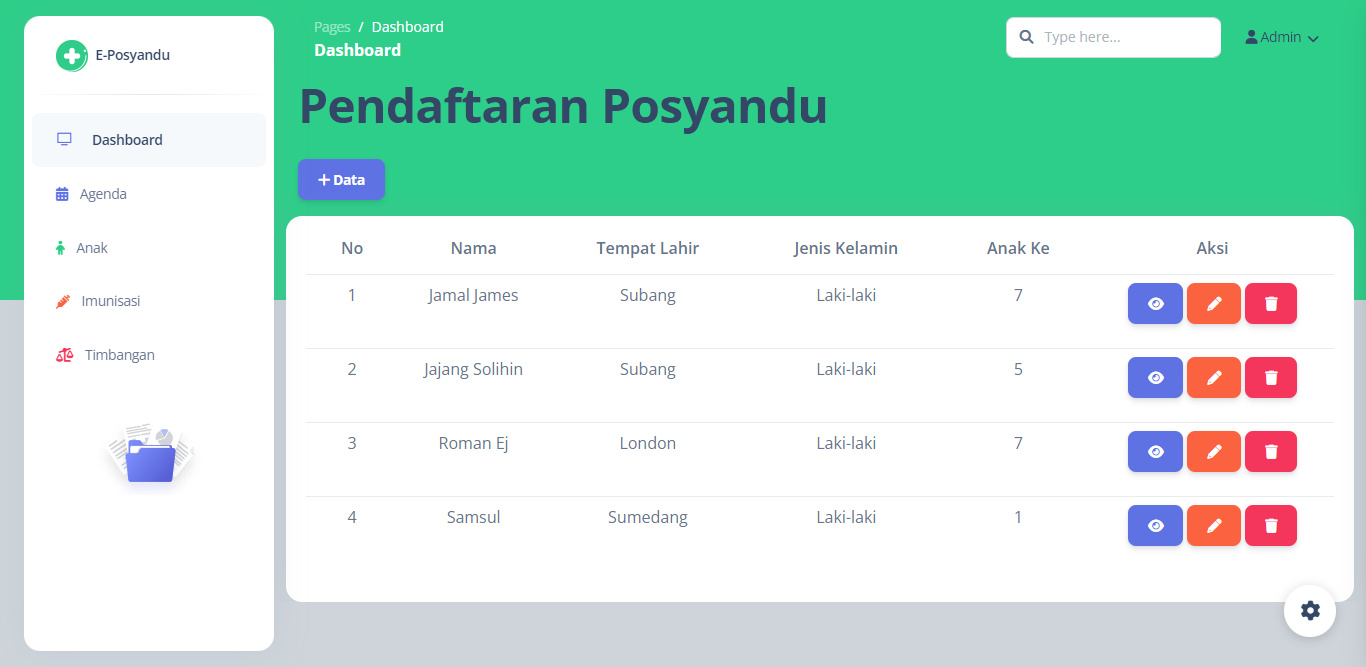 E-Posyandu
Dashboard
Agenda
Anak
Imunisasi
Timbangan
Pages / Dashboard
Dashboard
Type here...
Admin
Pendaftaran Posyandu
+ Data
No Nama Tempat Lahir Jenis Kelamin Anak Ke Aksi
1 Jamal James Subang Laki-laki 7
2 Jajang Solihin Subang Laki-laki 5
3 Roman Ej London Laki-laki 7
4 Samsul Sumedang Laki-laki 1